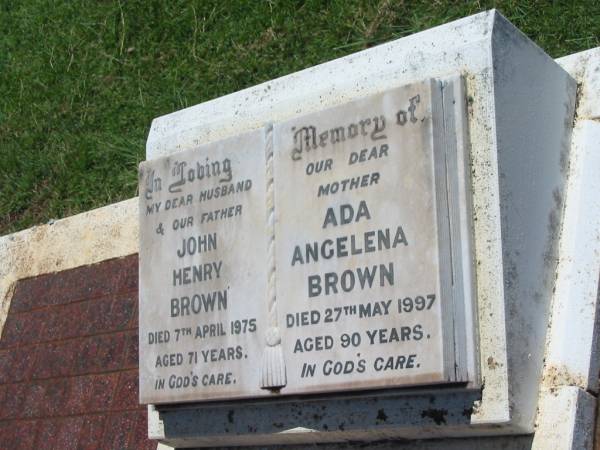 In Loving
MY DEAR HUSBAND
& OUR FATHER
JOHN
HENRY
BROWN
DIED 7TH APRIL 1975
AGED 71 YEARS.
IN GOD'S CARE.
Memory of.
OUR DEAR
MOTHER
ADA
ANGELENA
BROWN
DIED 27TH MAY 1997
AGED 90 YEARS.
IN GOD'S CARE.